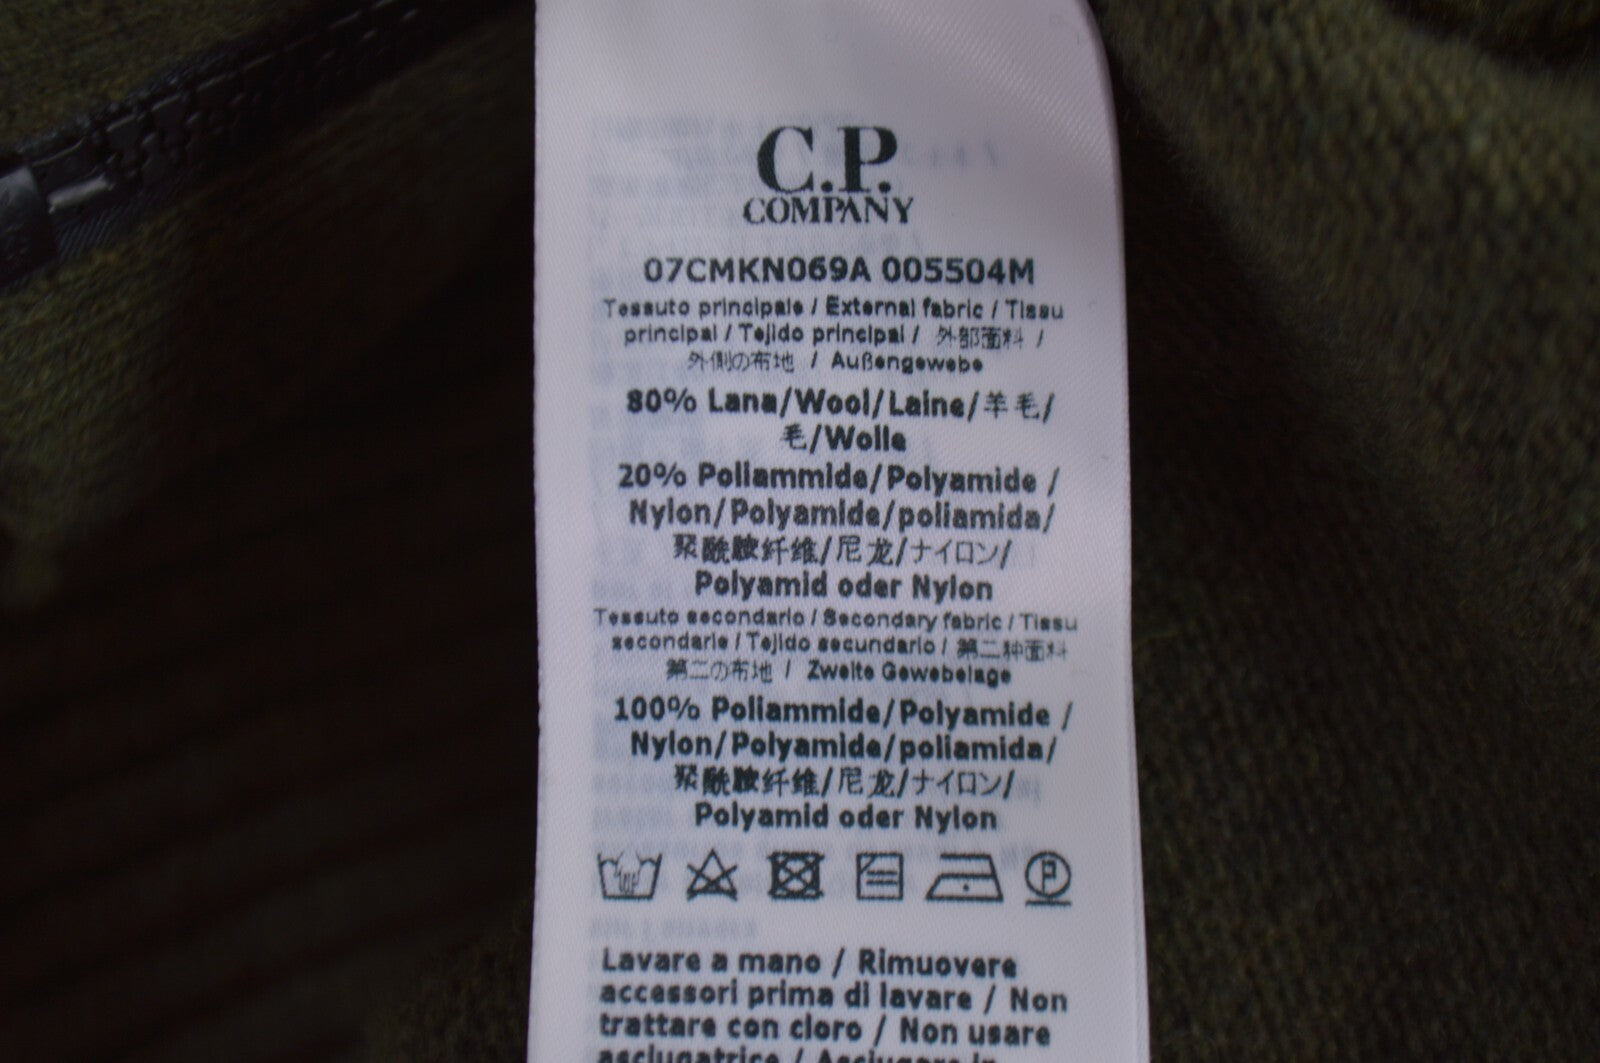 C.P.
COMPANY
07CMKN069A 005504M
Tessuto principale / External fabric / Tissu
principal / Tejido principal / 外部面料 /
外側の布地 / Außengewebe
80% Lana/Wool/Laine/羊毛/
毛/Wolle
20% Poliammide/Polyamide /
Nylon/Polyamide/poliamida/
聚酰胺纤维/尼龙/ナイロン/
Polyamid oder Nylon
Tessuto secondario / Secondary fabric / Tissu
secondarie / Tejido secundario / 第二种面料
第二の布地 / Zweite Gewebelage
100% Poliammide/Polyamide /
Nylon/Polyamide/poliamida/
聚酰胺纤维/尼龙/ナイロン/
Polyamid oder Nylon
P
Lavare a mano / Rimuovere
accessori prima di lavare / Non
trattare con cloro / Non usare
asciugatrice / Asciugare in